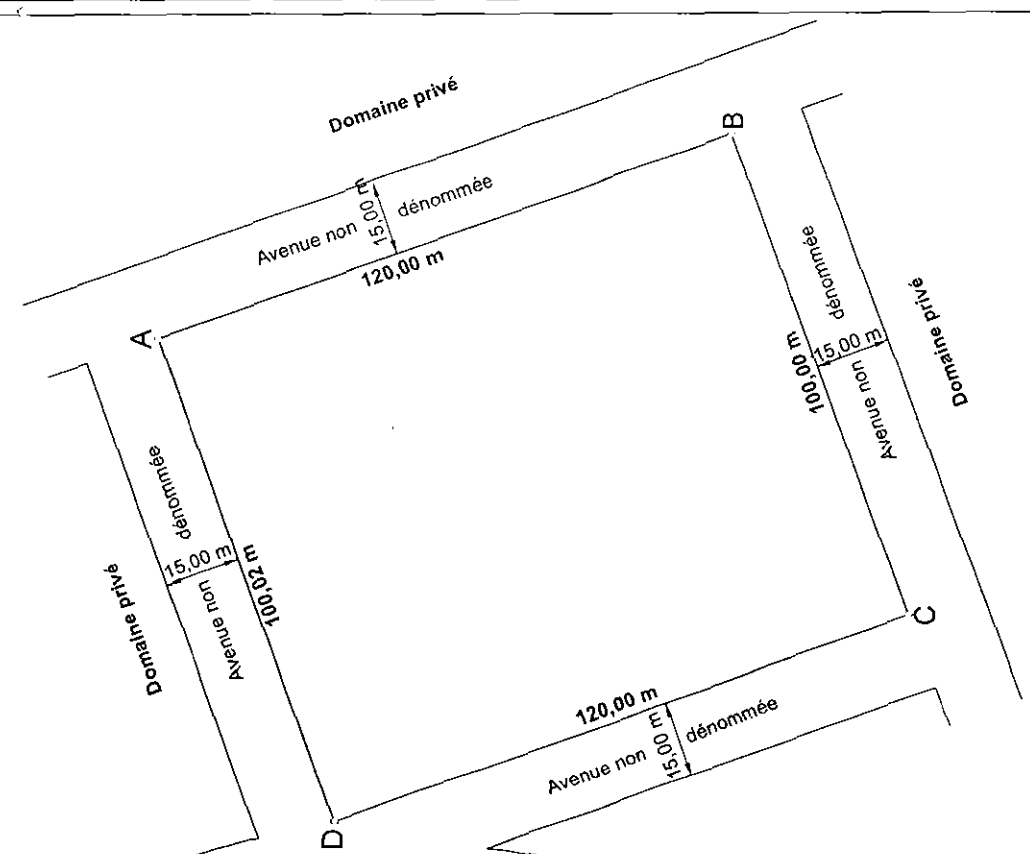 Domaine privé
B
Avenue non dénommée
15,00 m
120,00 m
A
Avenue non dénommée
15,00 m
100,00 m
Domaine privé
Avenue non dénommée
15,00 m
100,02 m
Domaine privé
C
120,00 m
Avenue non dénommée
15,00 m
D